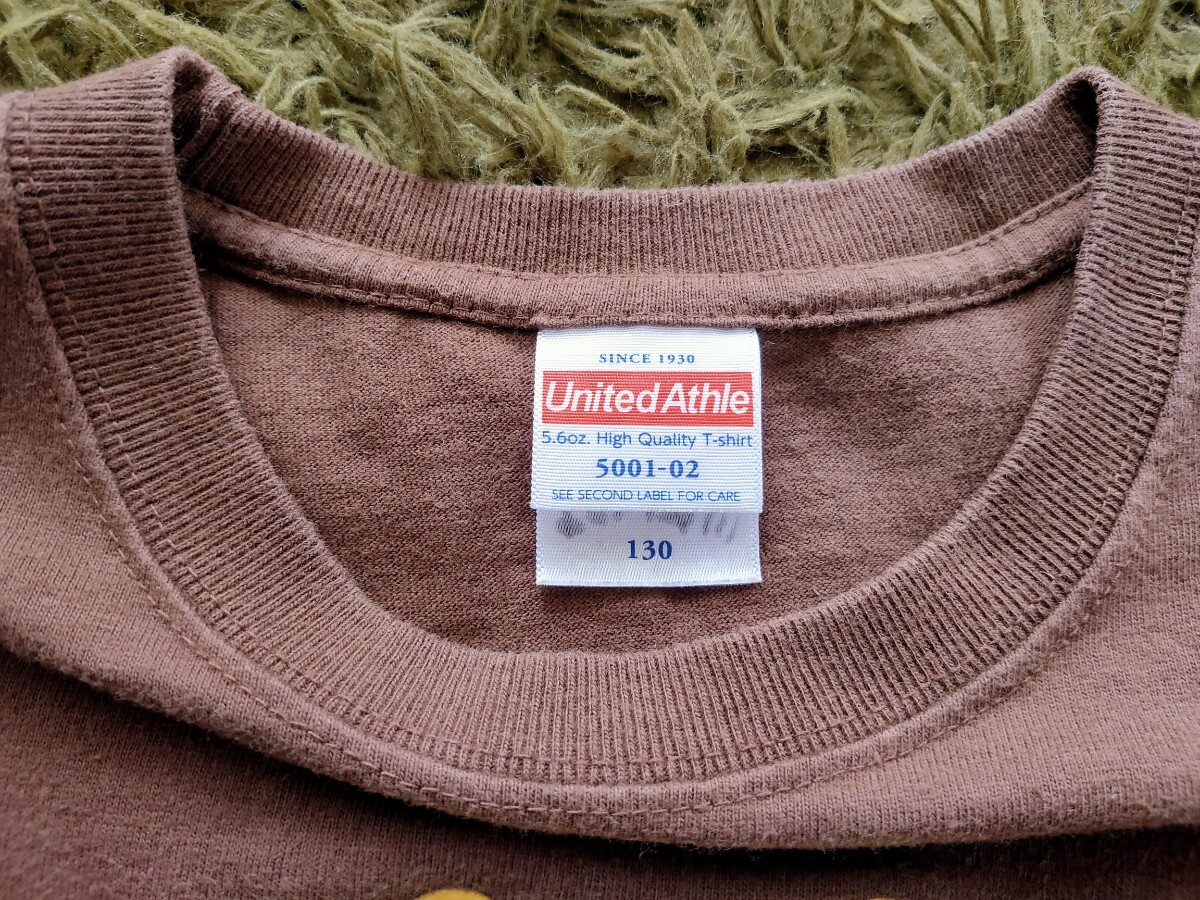 SINCE 1930
United Athle
5.6oz. High Quality T-shirt
5001-02
SEE SECOND LABEL FOR CARE
130